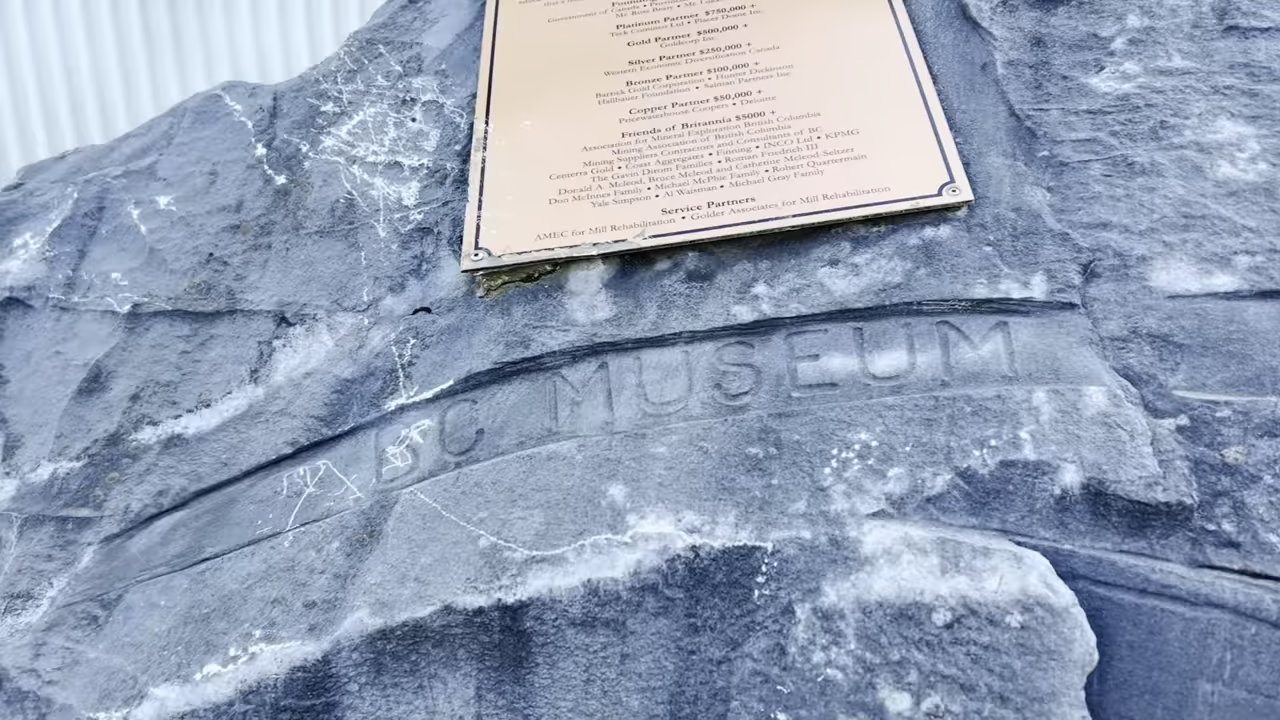 Founding
Government of Canada • Provin
Mr Ross Beaty • Mr. Luk
Platinum Partner $750,000 +
Teck Cominco Ltd • Placer Dome Inc.
Gold Partner $500,000 +
Goldcorp Inc.
Silver Partner $250,000 +
Western Economic Diversification Canada
Bronze Partner $100,000 +
Barrick Gold Corporation • Hunter Dickinson
Hallbauer Foundation • Salman Partners Inc.
Copper Partner $50,000 +
Pricewaterhouse Coopers • Deloitte
Friends of Britannia $5000 +
Association for Mineral Exploration British Columbia
Mining Association of British Columbia
Mining Suppliers Contractors and Consultants of BC
Centerra Gold • Coast Aggregates • Finning • INCO Ltd • KPMG
The Gavin Dirom Families • Roman Friedrich III
Donald A. Mcleod, Bruce Mcleod and Catherine Mcleod-Seltzer
Don McInnes Family • Michael McPhie Family • Robert Quartermain
Yale Simpson • Al Waisman • Michael Gray Family
Service Partners
AMEC for Mill Rehabilitation • Golder Associates for Mill Rehabilitation
BC MUSEUM